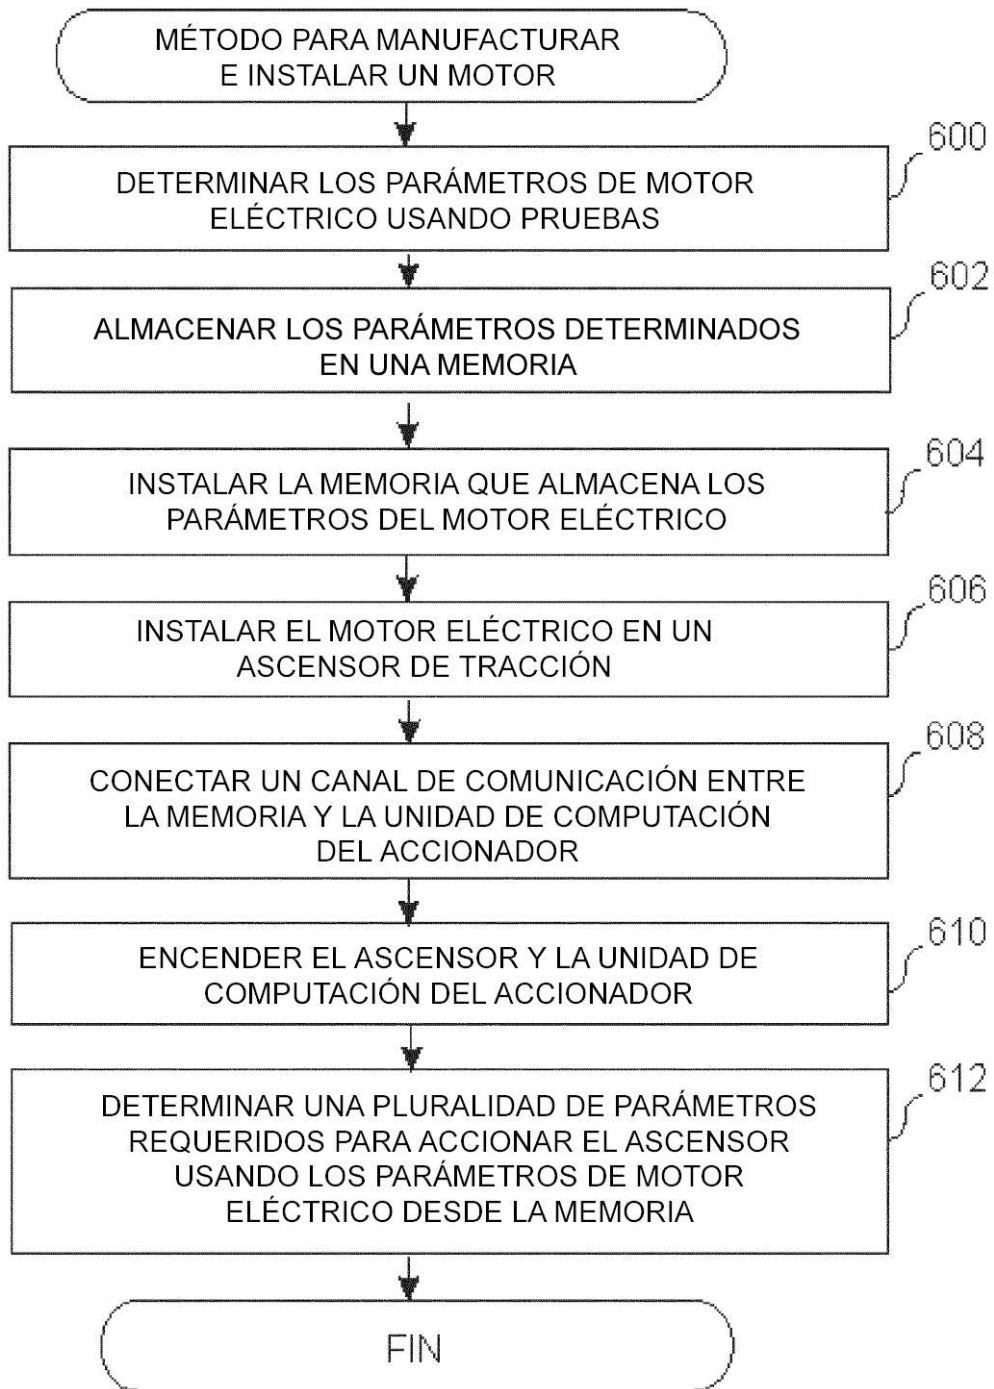 MÉTODO PARA MANUFACTURAR
E INSTALAR UN MOTOR
600
DETERMINAR LOS PARÁMETROS DE MOTOR
ELÉCTRICO USANDO PRUEBAS
602
ALMACENAR LOS PARÁMETROS DETERMINADOS
EN UNA MEMORIA
604
INSTALAR LA MEMORIA QUE ALMACENA LOS
PARÁMETROS DEL MOTOR ELÉCTRICO
606
INSTALAR EL MOTOR ELÉCTRICO EN UN
ASCENSOR DE TRACCIÓN
608
CONECTAR UN CANAL DE COMUNICACIÓN ENTRE
LA MEMORIA Y LA UNIDAD DE COMPUTACIÓN
DEL ACCIONADOR
610
ENCENDER EL ASCENSOR Y LA UNIDAD DE
COMPUTACIÓN DEL ACCIONADOR
612
DETERMINAR UNA PLURALIDAD DE PARÁMETROS
REQUERIDOS PARA ACCIONAR EL ASCENSOR
USANDO LOS PARÁMETROS DE MOTOR
ELÉCTRICO DESDE LA MEMORIA
FIN